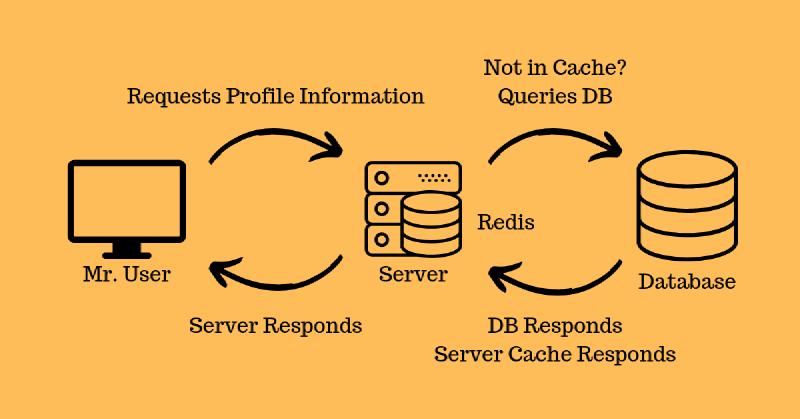 Not in Cache?
Requests Profile Information
Queries DB
Redis
Mr. User
Server
Database
Server Responds
DB Responds
Server Cache Responds